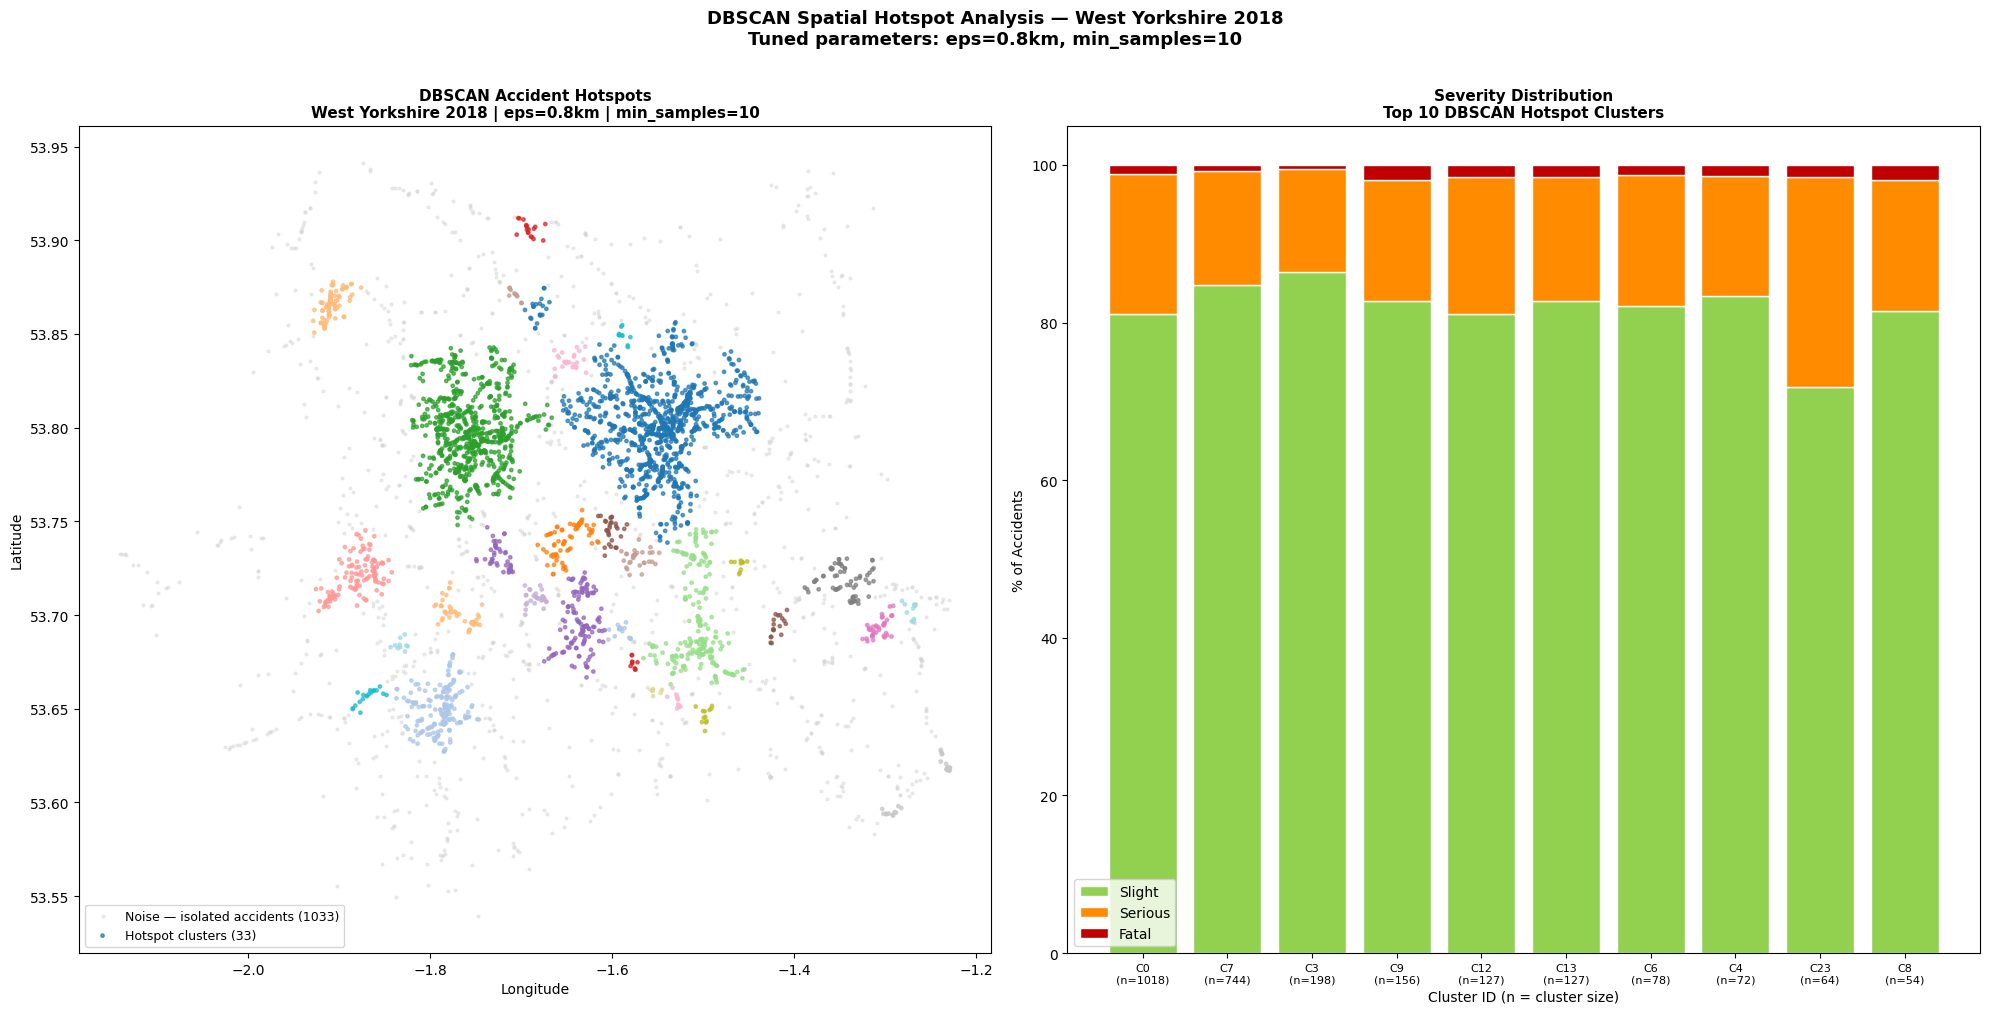 DBSCAN Spatial Hotspot Analysis — West Yorkshire 2018
Tuned parameters: eps=0.8km, min_samples=10
DBSCAN Accident Hotspots
West Yorkshire 2018 | eps=0.8km | min_samples=10
53.95
53.90
53.85
53.80
53.75
53.70
53.65
53.60
53.55
Latitude
Noise — isolated accidents (1033)
Hotspot clusters (33)
−2.0 −1.8 −1.6 −1.4 −1.2
Longitude
Severity Distribution
Top 10 DBSCAN Hotspot Clusters
100
80
60
40
20
0
% of Accidents
Slight
Serious
Fatal
C0 C7 C3 C9 C12 C13 C6 C4 C23 C8
(n=1018) (n=744) (n=198) (n=156) (n=127) (n=127) (n=78) (n=72) (n=64) (n=54)
Cluster ID (n = cluster size)